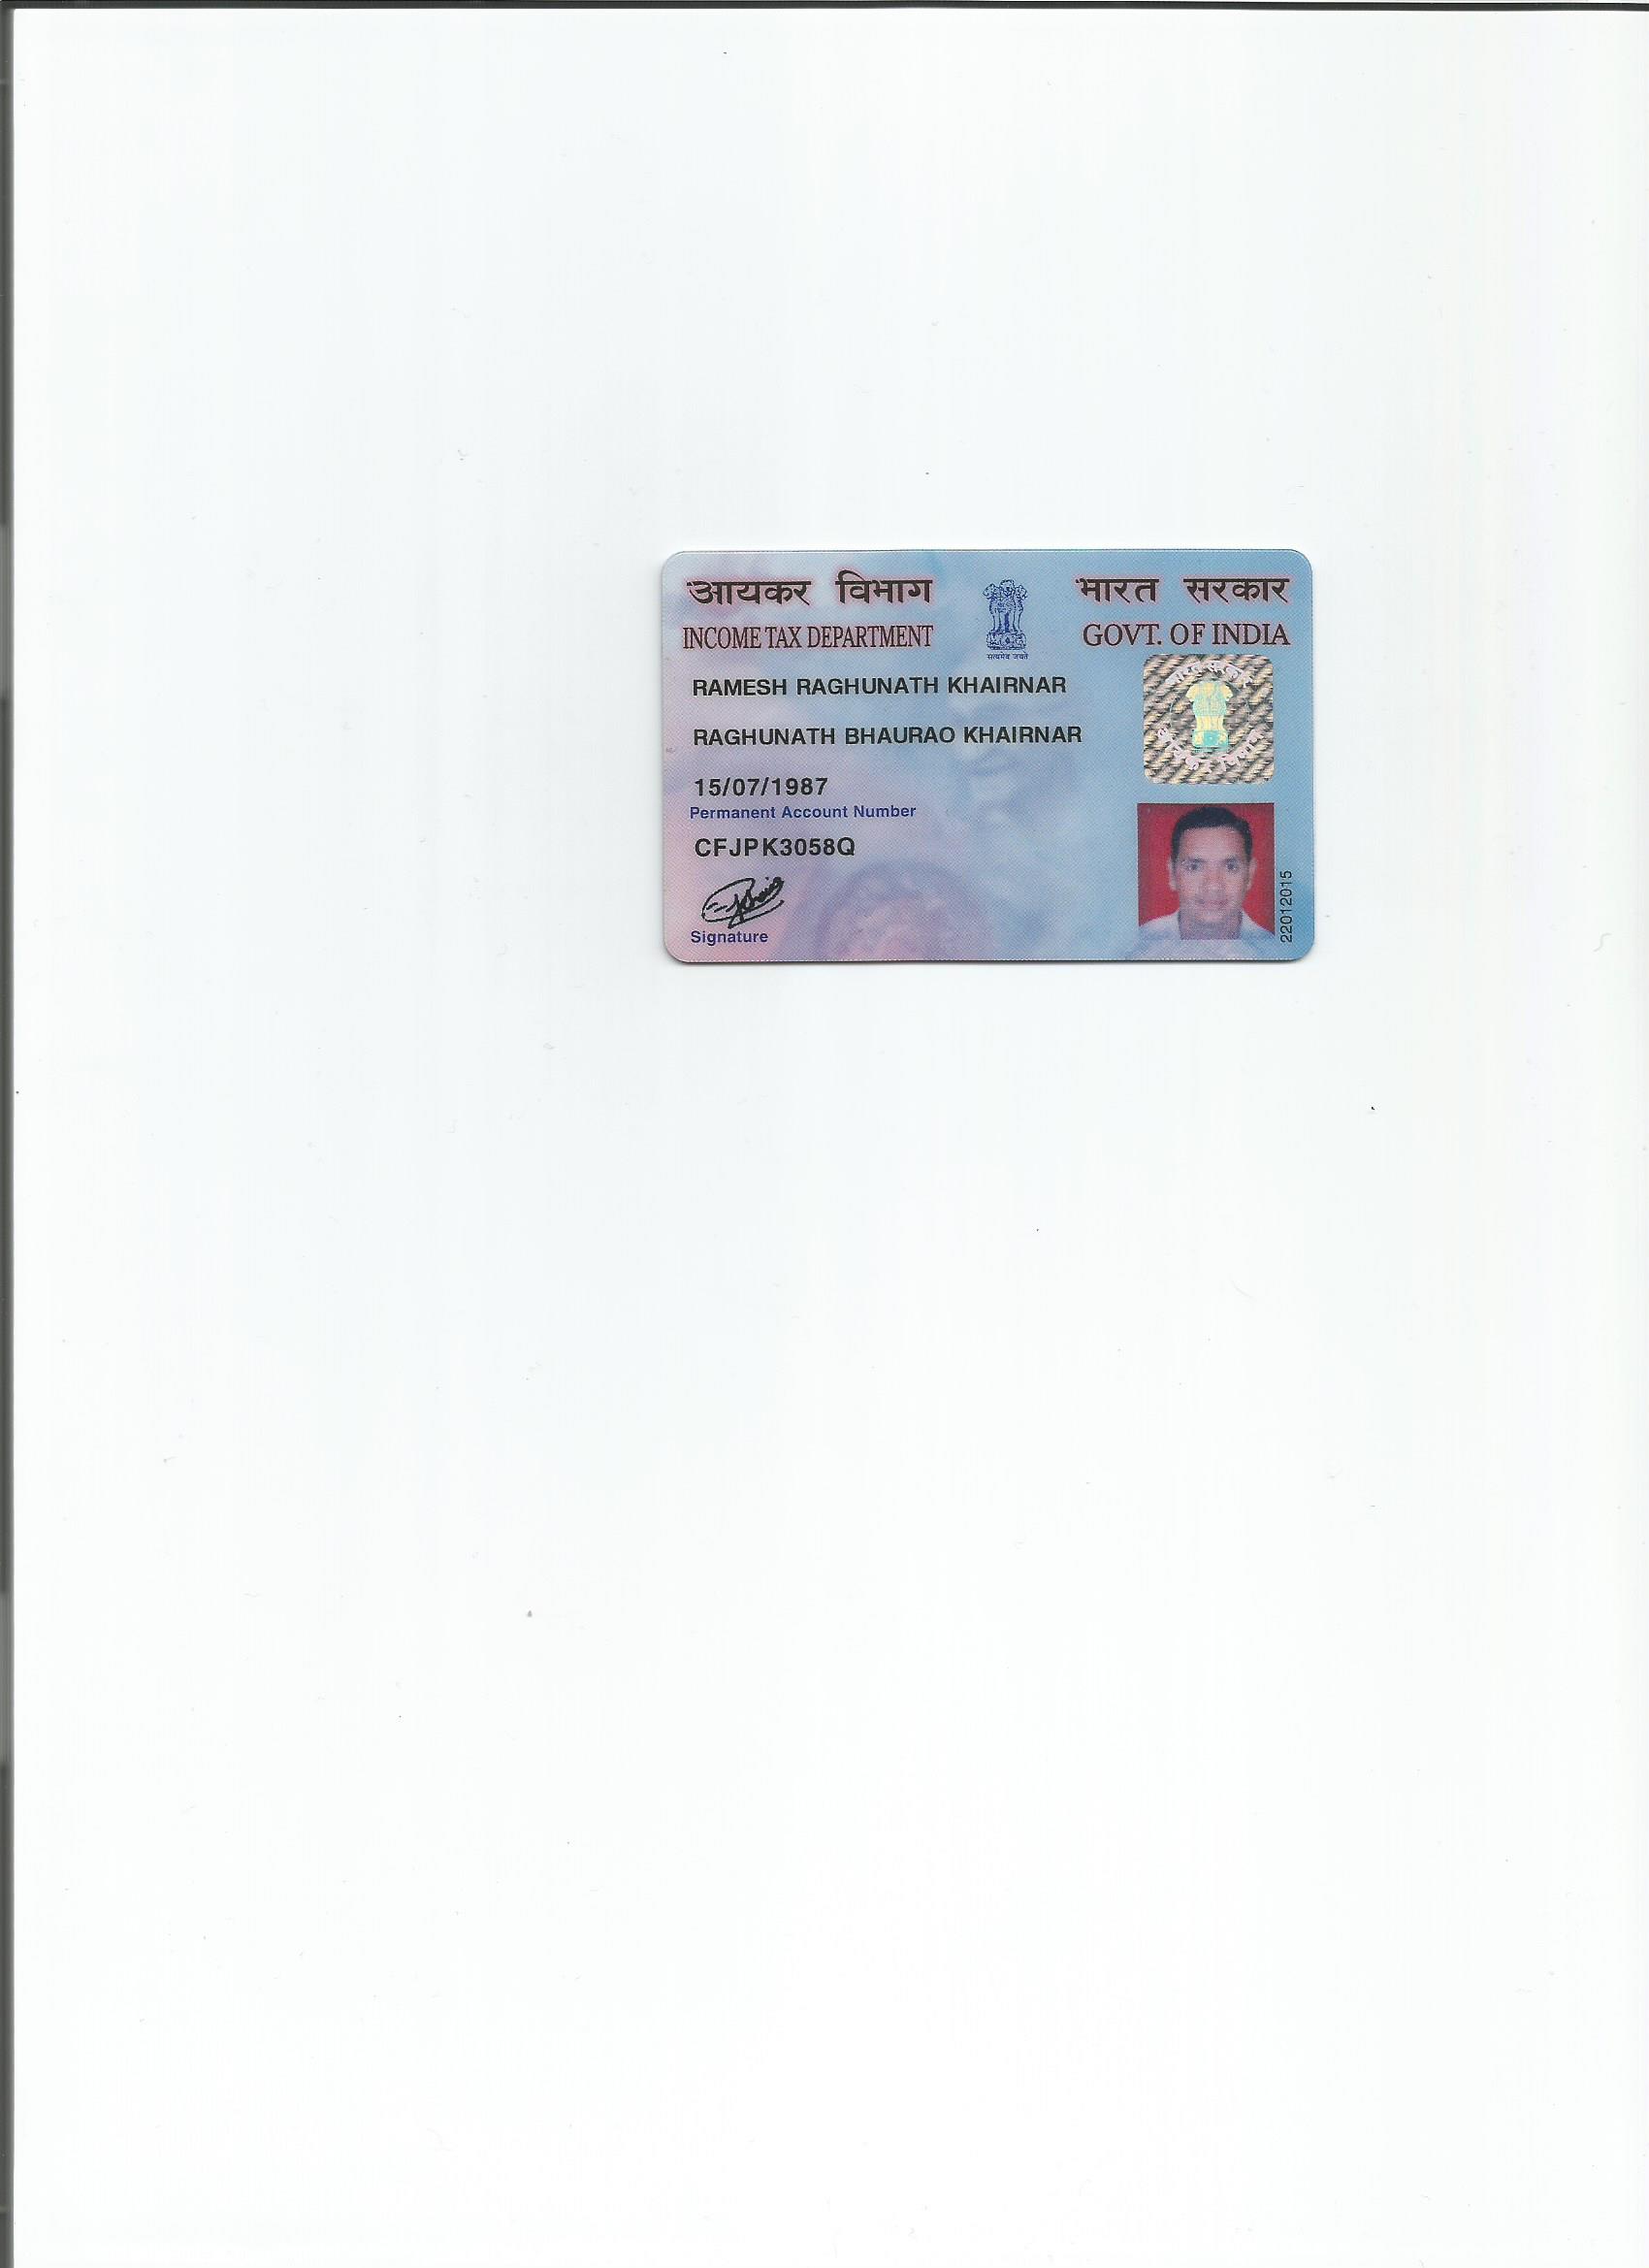 आयकर विभाग
INCOME TAX DEPARTMENT
सत्यमेव जयते
भारत सरकार
GOVT. OF INDIA
RAMESH RAGHUNATH KHAIRNAR
RAGHUNATH BHAURAO KHAIRNAR
15/07/1987
Permanent Account Number
CFJPK3058Q
Signature
22012015